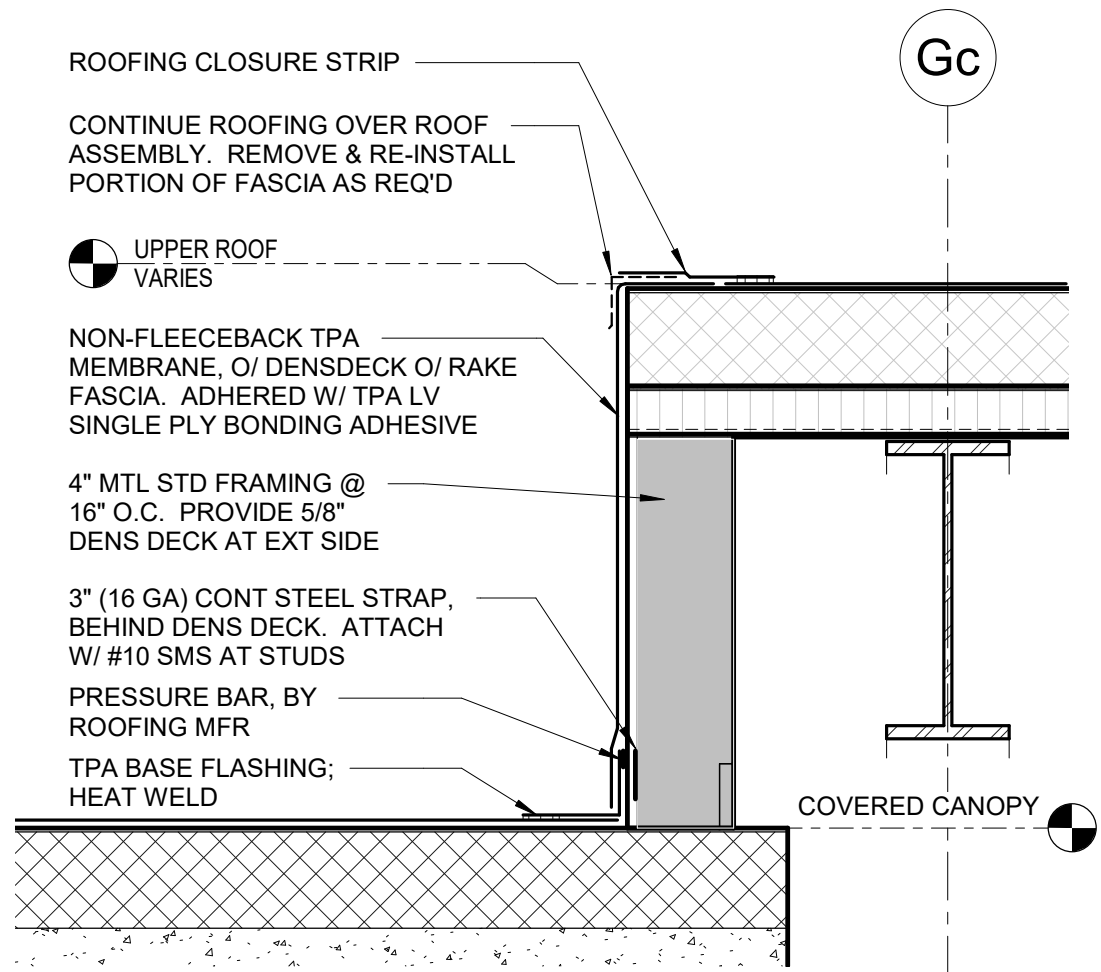 ROOFING CLOSURE STRIP
Gc
CONTINUE ROOFING OVER ROOF
ASSEMBLY. REMOVE & RE-INSTALL
PORTION OF FASCIA AS REQ'D
UPPER ROOF
VARIES
NON-FLEECEBACK TPA
MEMBRANE, O/ DENSDECK O/ RAKE
FASCIA. ADHERED W/ TPA LV
SINGLE PLY BONDING ADHESIVE
4" MTL STD FRAMING @
16" O.C. PROVIDE 5/8"
DENS DECK AT EXT SIDE
3" (16 GA) CONT STEEL STRAP,
BEHIND DENS DECK. ATTACH
W/ #10 SMS AT STUDS
PRESSURE BAR, BY
ROOFING MFR
TPA BASE FLASHING;
HEAT WELD
COVERED CANOPY